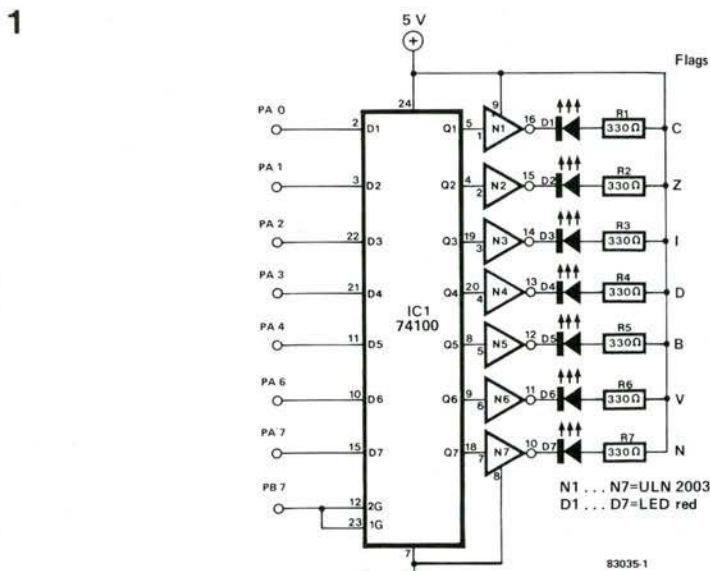 1
5 V
Flags
24
PA 0 2 D1 Q1 5 1 N1 9 16 D1 R1 330Ω C
PA 1 3 D2 Q2 4 2 N2 15 D2 R2 330Ω Z
PA 2 22 D3 Q3 19 3 N3 14 D3 R3 330Ω I
PA 3 21 D4 Q4 20 4 N4 13 D4 R4 330Ω D
IC1
74100
PA 4 11 D5 Q5 8 5 N5 12 D5 R5 330Ω B
PA 6 10 D6 Q6 9 6 N6 11 D6 R6 330Ω V
PA 7 15 D7 Q7 18 7 N7 8 10 D7 R7 330Ω N
PB 7 12 2G
23 1G
7
N1 ... N7=ULN 2003
D1 ... D7=LED red
83035-1